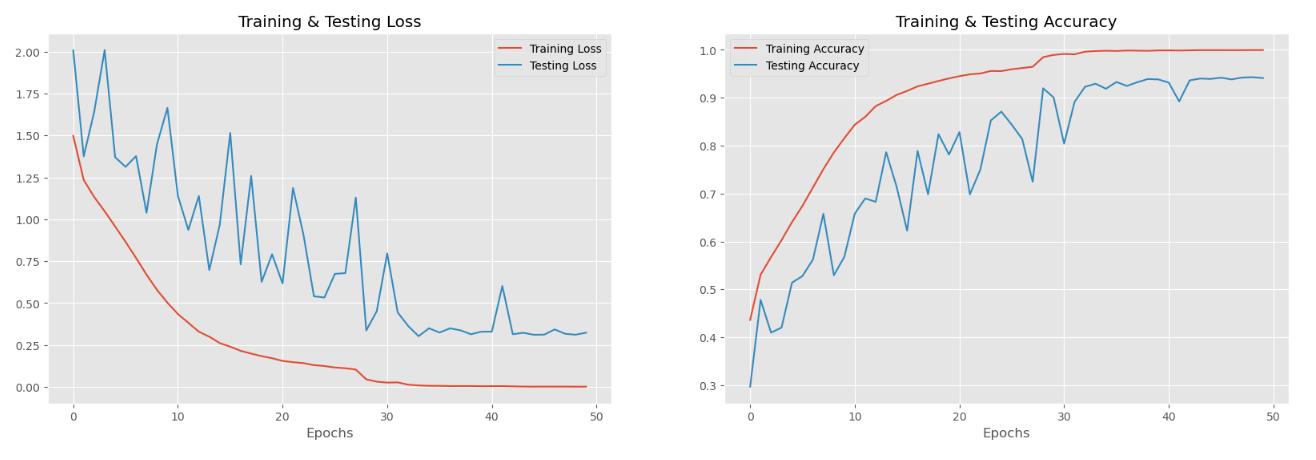 Training & Testing Loss
2.00
1.75
1.50
1.25
1.00
0.75
0.50
0.25
0.00
Training Loss
Testing Loss
0 10 20 30 40 50
Epochs
Training & Testing Accuracy
1.0
0.9
0.8
0.7
0.6
0.5
0.4
0.3
Training Accuracy
Testing Accuracy
0 10 20 30 40 50
Epochs